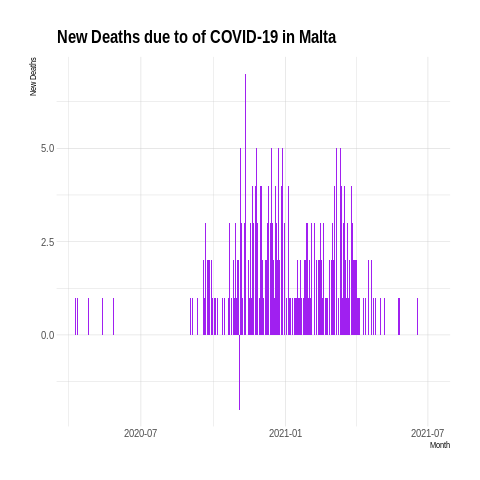 New Deaths due to of COVID-19 in Malta
New Deaths
5.0
2.5
0.0
2020-07
2021-01
2021-07
Month